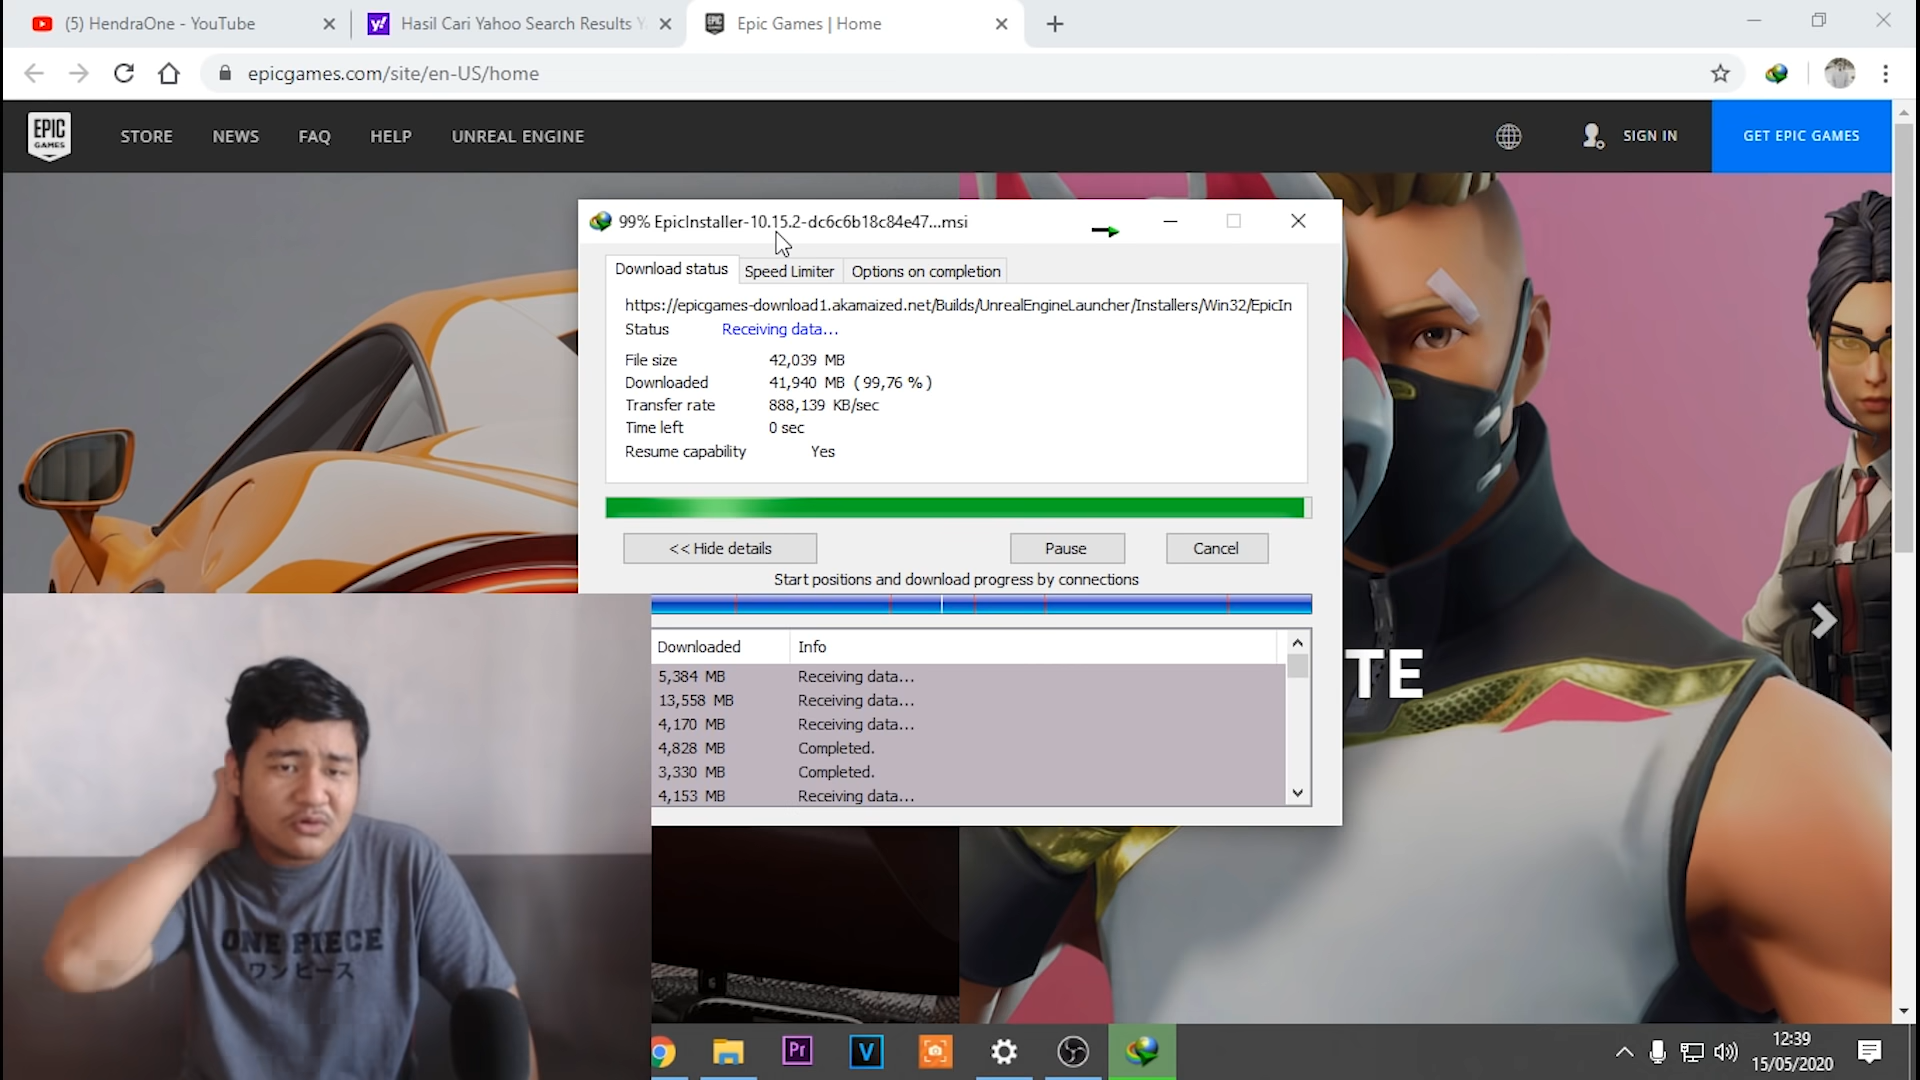 (5) HendraOne - YouTube
Hasil Cari Yahoo Search Results
Epic Games | Home
epicgames.com/site/en-US/home
EPIC GAMES
STORE
NEWS
FAQ
HELP
UNREAL ENGINE
SIGN IN
GET EPIC GAMES
99% EpicInstaller-10.15.2-dc6c6b18c84e47...msi
Download status
Speed Limiter
Options on completion
https://epicgames-download1.akamaized.net/Builds/UnrealEngineLauncher/Installers/Win32/EpicIn
Status Receiving data...
File size 42,039 MB
Downloaded 41,940 MB ( 99,76 % )
Transfer rate 888,139 KB/sec
Time left 0 sec
Resume capability Yes
<< Hide details
Pause
Cancel
Start positions and download progress by connections
Downloaded Info
5,384 MB Receiving data...
13,558 MB Receiving data...
4,170 MB Receiving data...
4,828 MB Completed.
3,330 MB Completed.
4,153 MB Receiving data...
TE
ONE PIECE
ワンピース
Pr
V
12:39
15/05/2020